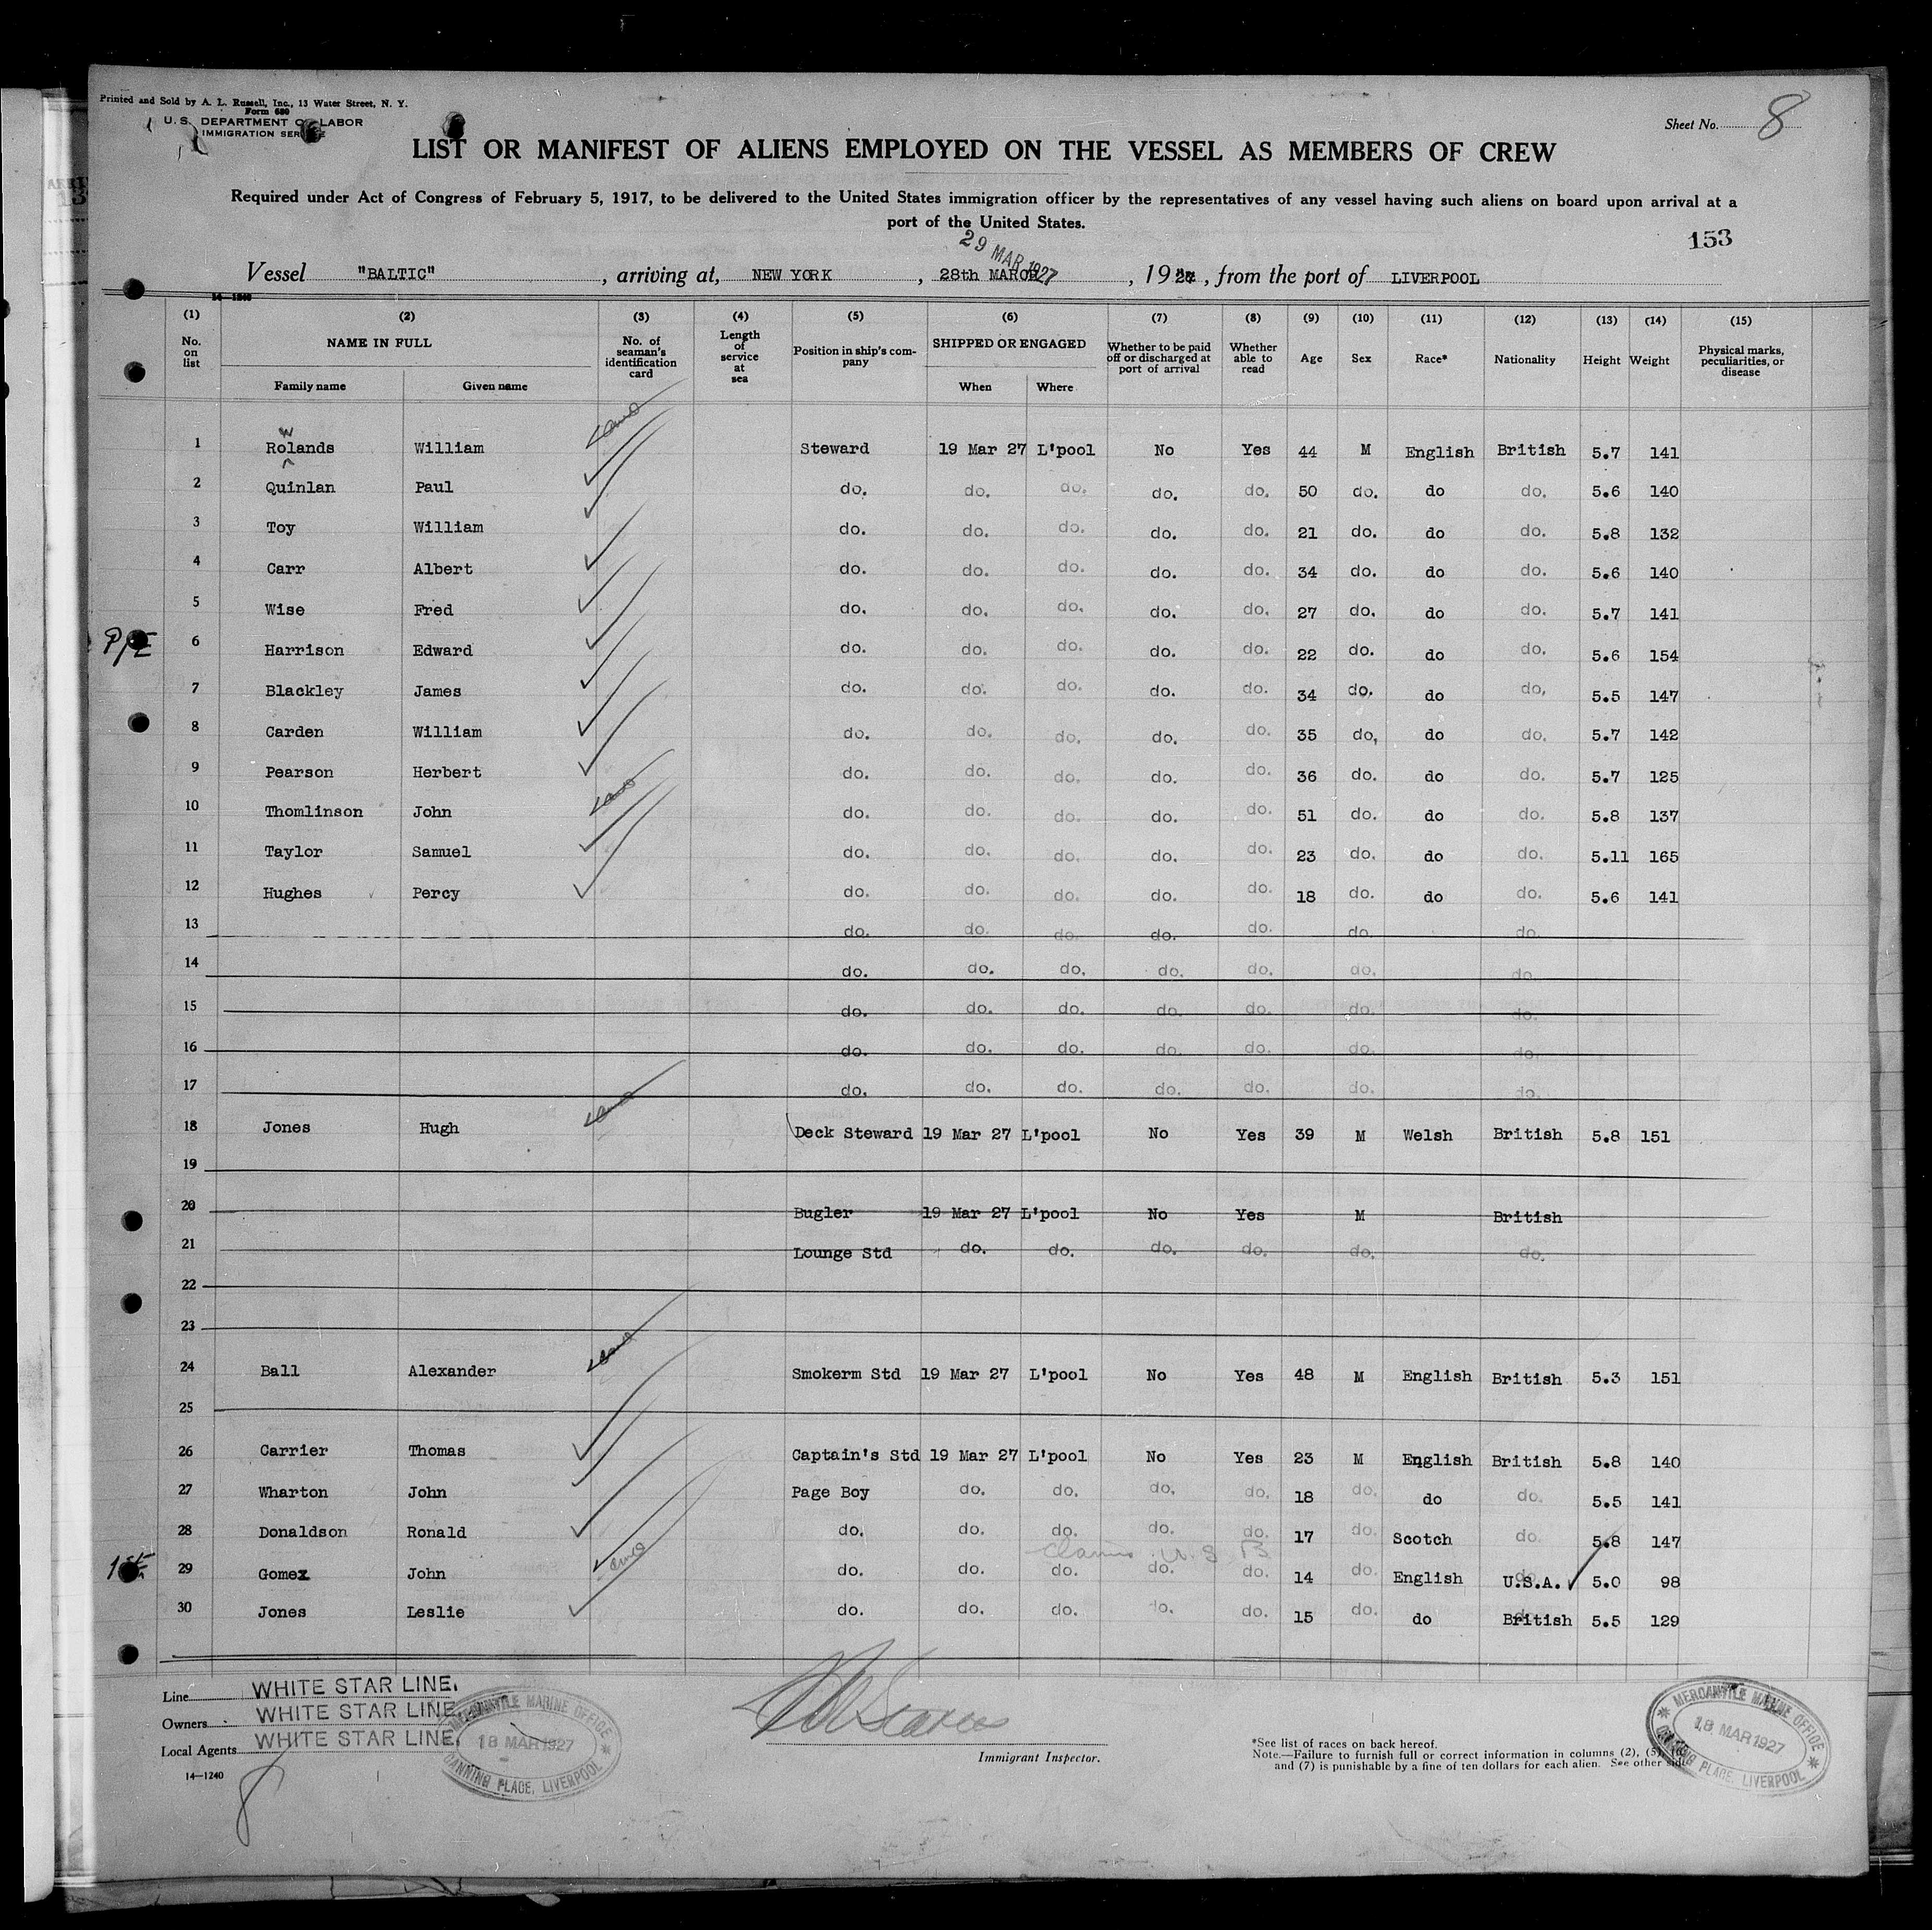 Printed and Sold by A. L. Russell, Inc., 13 Water Street, N. Y.
Form 680
U. S. DEPARTMENT OF LABOR
IMMIGRATION SERVICE
Sheet No. 8
LIST OR MANIFEST OF ALIENS EMPLOYED ON THE VESSEL AS MEMBERS OF CREW
Required under Act of Congress of February 5, 1917, to be delivered to the United States immigration officer by the representatives of any vessel having such aliens on board upon arrival at a
port of the United States.
153
29 MAR 1927
Vessel "BALTIC" , arriving at, NEW YORK , 28th MARCH , 19 27 , from the port of LIVERPOOL
14—1240
(1) (2) (3) (4) (5) (6) (7) (8) (9) (10) (11) (12) (13) (14) (15)
No. on list NAME IN FULL Family name Given name No. of seaman's identification card Length of service at sea Position in ship's company SHIPPED OR ENGAGED When Where Whether to be paid off or discharged at port of arrival Whether able to read Age Sex Race* Nationality Height Weight Physical marks, peculiarities, or disease
1 Rowlands William Steward 19 Mar 27 L'pool No Yes 44 M English British 5.7 141
2 Quinlan Paul do. do. do. do. do. 50 do. do do. 5.6 140
3 Toy William do. do. do. do. do. 21 do. do do. 5.8 132
4 Carr Albert do. do. do. do. do. 34 do. do do. 5.6 140
5 Wise Fred do. do. do. do. do. 27 do. do do. 5.7 141
P/E
6 Harrison Edward do. do. do. do. do. 22 do. do do. 5.6 154
7 Blackley James do. do. do. do. do. 34 do. do do. 5.5 147
8 Carden William do. do. do. do. do. 35 do, do do. 5.7 142
9 Pearson Herbert do. do. do. do. do. 36 do. do do. 5.7 125
10 Thomlinson John do. do. do. do. do. 51 do. do do. 5.8 137
11 Taylor Samuel do. do. do. do. do. 23 do. do do. 5.11 165
12 Hughes Percy do. do. do. do. do. 18 do. do do. 5.6 141
13 do. do. do. do. do. do. do.
14 do. do. do. do. do. do. do.
15 do. do. do. do. do. do. do.
16 do. do. do. do. do. do. do.
17 do. do. do. do. do. do. do.
18 Jones Hugh Deck Steward 19 Mar 27 L'pool No Yes 39 M Welsh British 5.8 151
19
20 Bugler 19 Mar 27 L'pool No Yes M British
21 Lounge Std do. do. do. do. do. do.
22
23
24 Ball Alexander Smokerm Std 19 Mar 27 L'pool No Yes 48 M English British 5.3 151
25
26 Carrier Thomas Captain's Std 19 Mar 27 L'pool No Yes 23 M English British 5.8 140
27 Wharton John Page Boy do. do. do. do. 18 do. do do. 5.5 141
28 Donaldson Ronald do. do. do. do. do. 17 do. Scotch do. 5.8 147
Claims U S B
29 Gomez John do. do. do. do. do. 14 do. English U.S.A. 5.0 98
30 Jones Leslie do. do. do. do. do. 15 do. do British 5.5 129
Line WHITE STAR LINE.
Owners WHITE STAR LINE.
Local Agents WHITE STAR LINE.
14—1240
8
MERCANTILE MARINE OFFICE
18 MAR 1927
CANNING PLACE, LIVERPOOL
Immigrant Inspector.
*See list of races on back hereof.
Note.—Failure to furnish full or correct information in columns (2), (5), (6)
and (7) is punishable by a fine of ten dollars for each alien. See other side
MERCANTILE MARINE OFFICE
18 MAR 1927
CANNING PLACE, LIVERPOOL